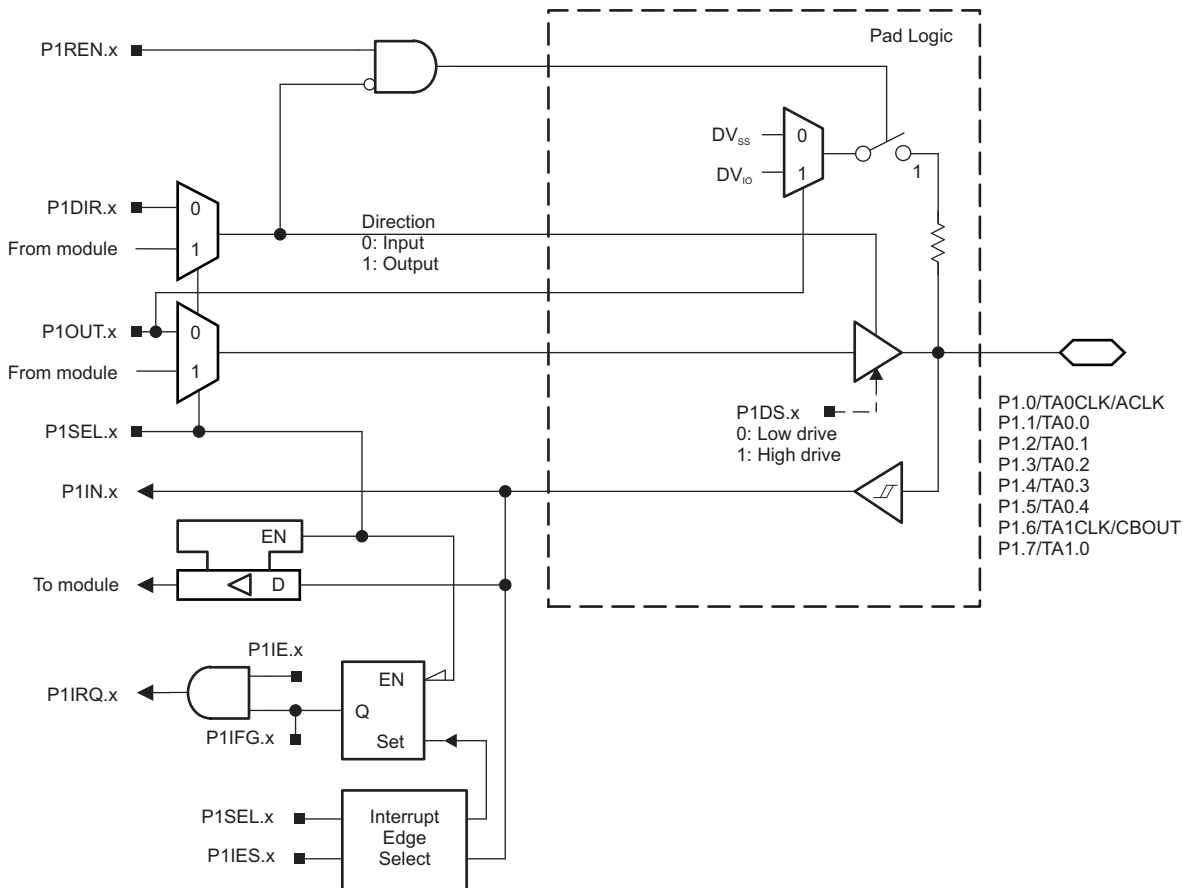 Pad Logic
P1REN.x
DVSS
0
DVIO
1
1
P1DIR.x
0
From module
1
Direction
0: Input
1: Output
P1OUT.x
0
From module
1
P1DS.x
0: Low drive
1: High drive
P1SEL.x
P1.0/TA0CLK/ACLK
P1.1/TA0.0
P1.2/TA0.1
P1.3/TA0.2
P1.4/TA0.3
P1.5/TA0.4
P1.6/TA1CLK/CBOUT
P1.7/TA1.0
P1IN.x
EN
To module
D
P1IE.x
P1IRQ.x
EN
Q
P1IFG.x
Set
P1SEL.x
P1IES.x
Interrupt
Edge
Select